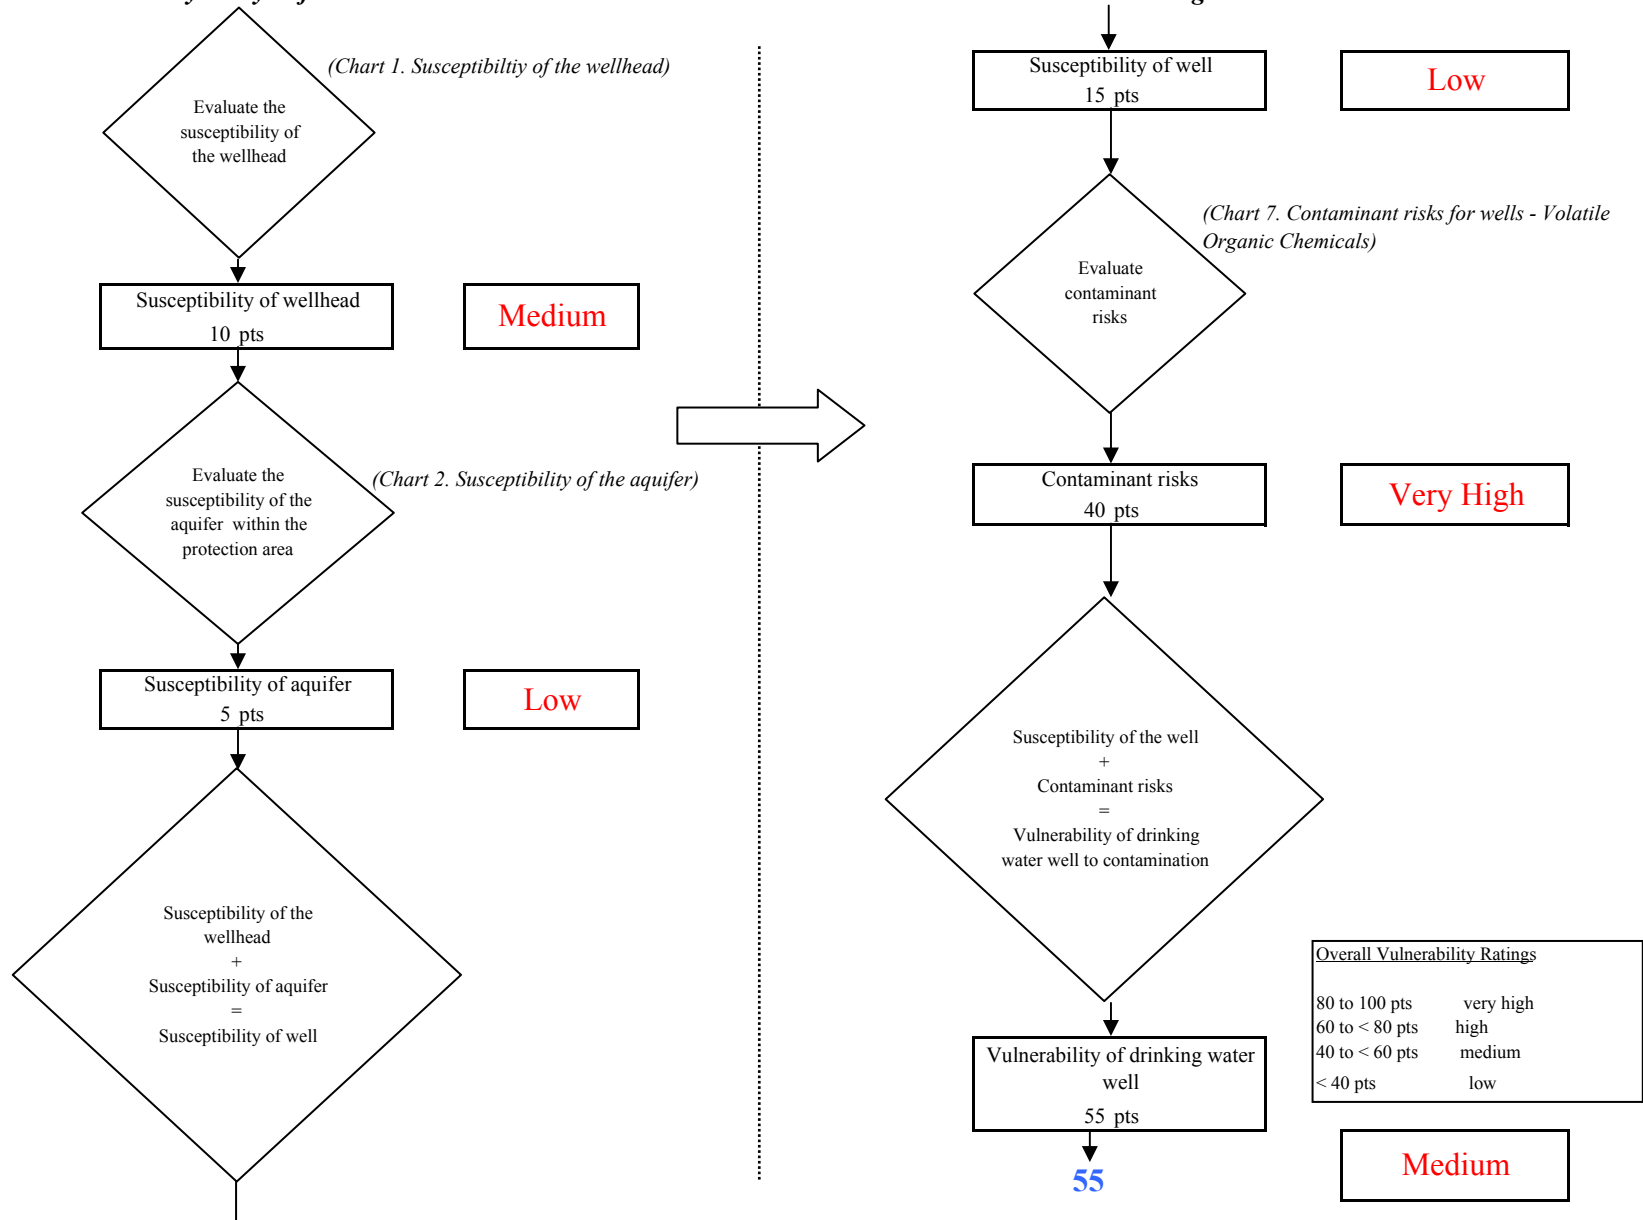 (Chart 1. Susceptibiltiy of the wellhead)
Evaluate the
susceptibility of
the wellhead
Susceptibility of wellhead
10 pts
Medium
Evaluate the
susceptibility of the
aquifer within the
protection area
(Chart 2. Susceptibility of the aquifer)
Susceptibility of aquifer
5 pts
Low
Susceptibility of the
wellhead
+
Susceptibility of aquifer
=
Susceptibility of well
Susceptibility of well
15 pts
Low
(Chart 7. Contaminant risks for wells - Volatile
Organic Chemicals)
Evaluate
contaminant
risks
Contaminant risks
40 pts
Very High
Susceptibility of the well
+
Contaminant risks
=
Vulnerability of drinking
water well to contamination
Overall Vulnerability Ratings
80 to 100 pts very high
60 to < 80 pts high
40 to < 60 pts medium
< 40 pts low
Vulnerability of drinking water
well
55 pts
55
Medium